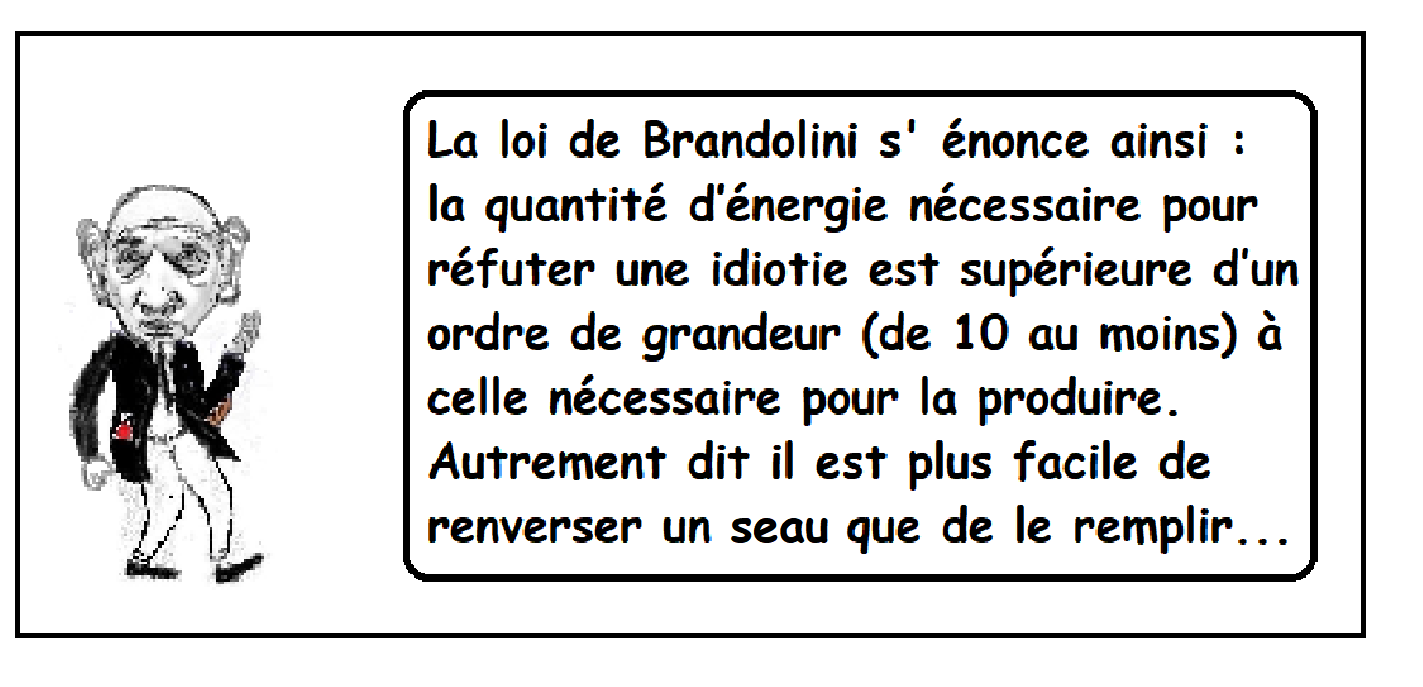 La loi de Brandolini s' énonce ainsi :
la quantité d'énergie nécessaire pour
réfuter une idiotie est supérieure d'un
ordre de grandeur (de 10 au moins) à
celle nécessaire pour la produire.
Autrement dit il est plus facile de
renverser un seau que de le remplir...